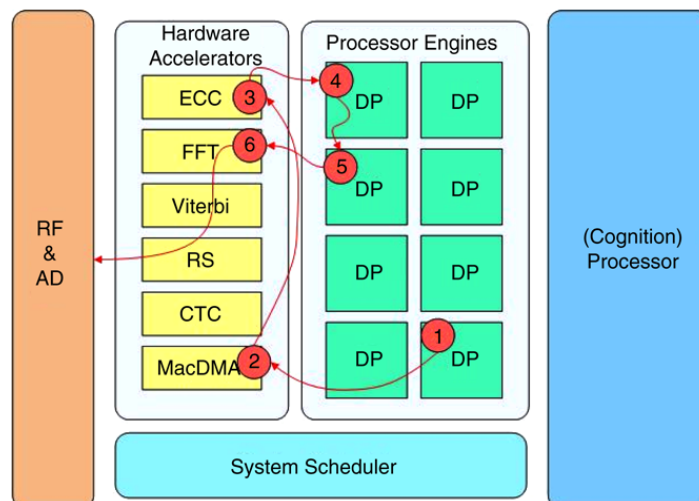 Hardware
Accelerators
Processor Engines
ECC
3
4
DP
DP
FFT
6
5
DP
DP
Viterbi
RF
&
AD
(Cognition)
Processor
RS
DP
DP
CTC
MacDMA
2
DP
1
DP
System Scheduler